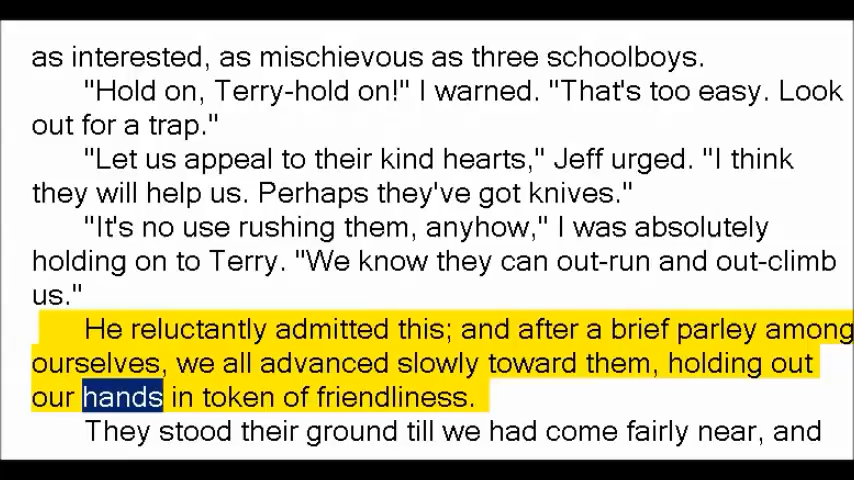 as interested, as mischievous as three schoolboys.
"Hold on, Terry-hold on!" I warned. "That's too easy. Look
out for a trap."
"Let us appeal to their kind hearts," Jeff urged. "I think
they will help us. Perhaps they've got knives."
"It's no use rushing them, anyhow," I was absolutely
holding on to Terry. "We know they can out-run and out-climb
us."
He reluctantly admitted this; and after a brief parley among
ourselves, we all advanced slowly toward them, holding out
our hands in token of friendliness.
They stood their ground till we had come fairly near, and